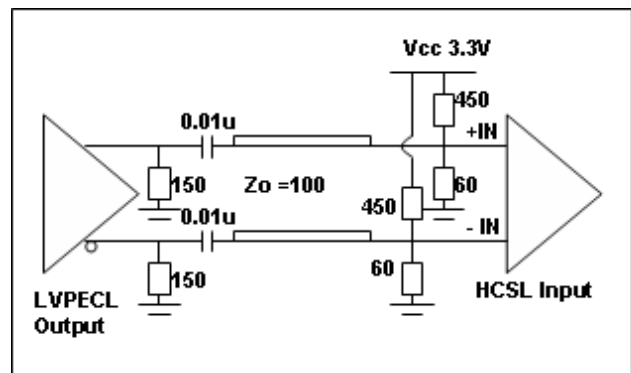 Vcc 3.3V
450
0.01u
+IN
150
Zo =100
60
0.01u
450
- IN
150
60
LVPECL
Output
HCSL Input